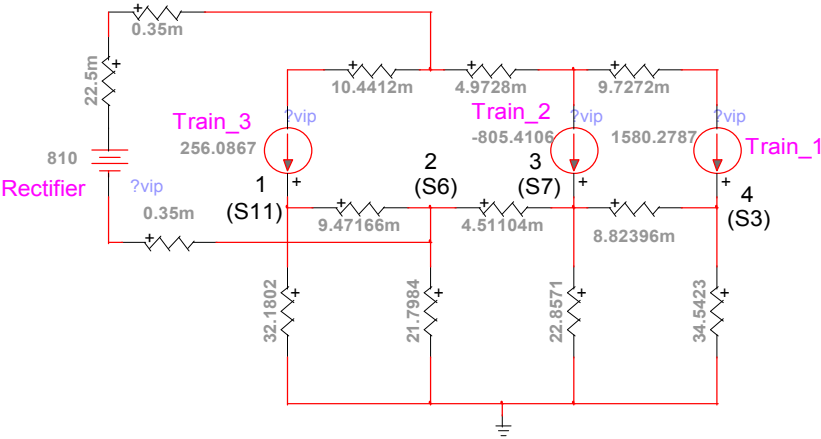 0.35m
22.5m
10.4412m
4.9728m
9.7272m
?vip
?vip
?vip
Train_3
Train_2
256.0867
-805.4106
1580.2787
Train_1
810
Rectifier
?vip
1
(S11)
2
(S6)
3
(S7)
4
(S3)
0.35m
9.47166m
4.51104m
8.82396m
32.1802
21.7984
22.8571
34.5423